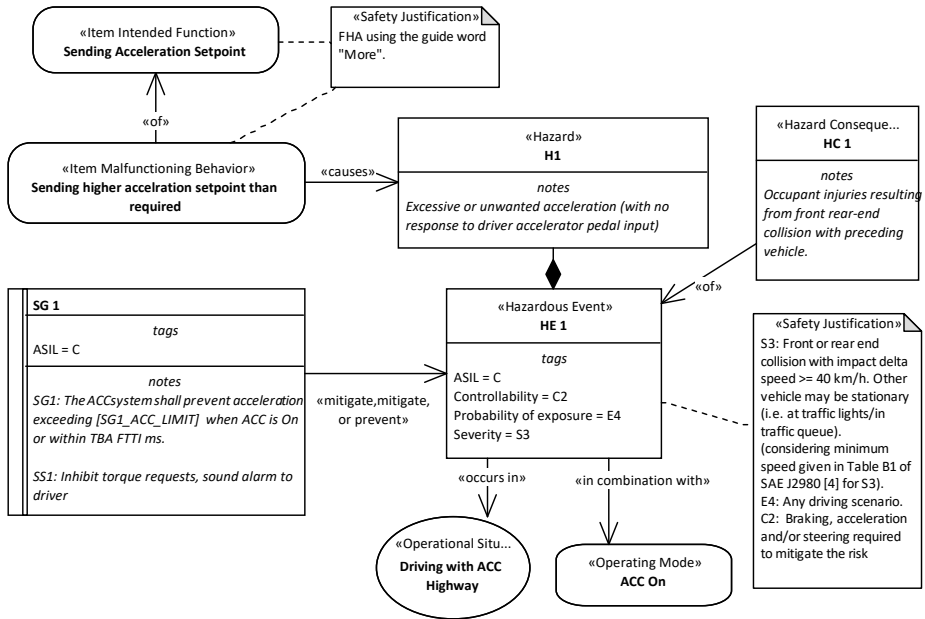 «Item Intended Function»
Sending Acceleration Setpoint
«Safety Justification»
FHA using the guide word
"More".
«of»
«Item Malfunctioning Behavior»
Sending higher accelration setpoint than
required
«causes»
«Hazard»
H1
notes
Excessive or unwanted acceleration (with no
response to driver accelerator pedal input)
«Hazard Conseque...
HC 1
notes
Occupant injuries resulting
from front rear-end
collision with preceding
vehicle.
«of»
SG 1
tags
ASIL = C
notes
SG1: The ACCsystem shall prevent acceleration
exceeding [SG1_ACC_LIMIT] when ACC is On
or within TBA FTTI ms.
SS1: Inhibit torque requests, sound alarm to
driver
«mitigate,mitigate,
or prevent»
«Hazardous Event»
HE 1
tags
ASIL = C
Controllability = C2
Probability of exposure = E4
Severity = S3
«Safety Justification»
S3: Front or rear end
collision with impact delta
speed >= 40 km/h. Other
vehicle may be stationary
(i.e. at traffic lights/in
traffic queue).
(considering minimum
speed given in Table B1 of
SAE J2980 [4] for S3).
E4: Any driving scenario.
C2: Braking, acceleration
and/or steering required
to mitigate the risk
«occurs in»
«in combination with»
«Operational Situ...
Driving with ACC
Highway
«Operating Mode»
ACC On